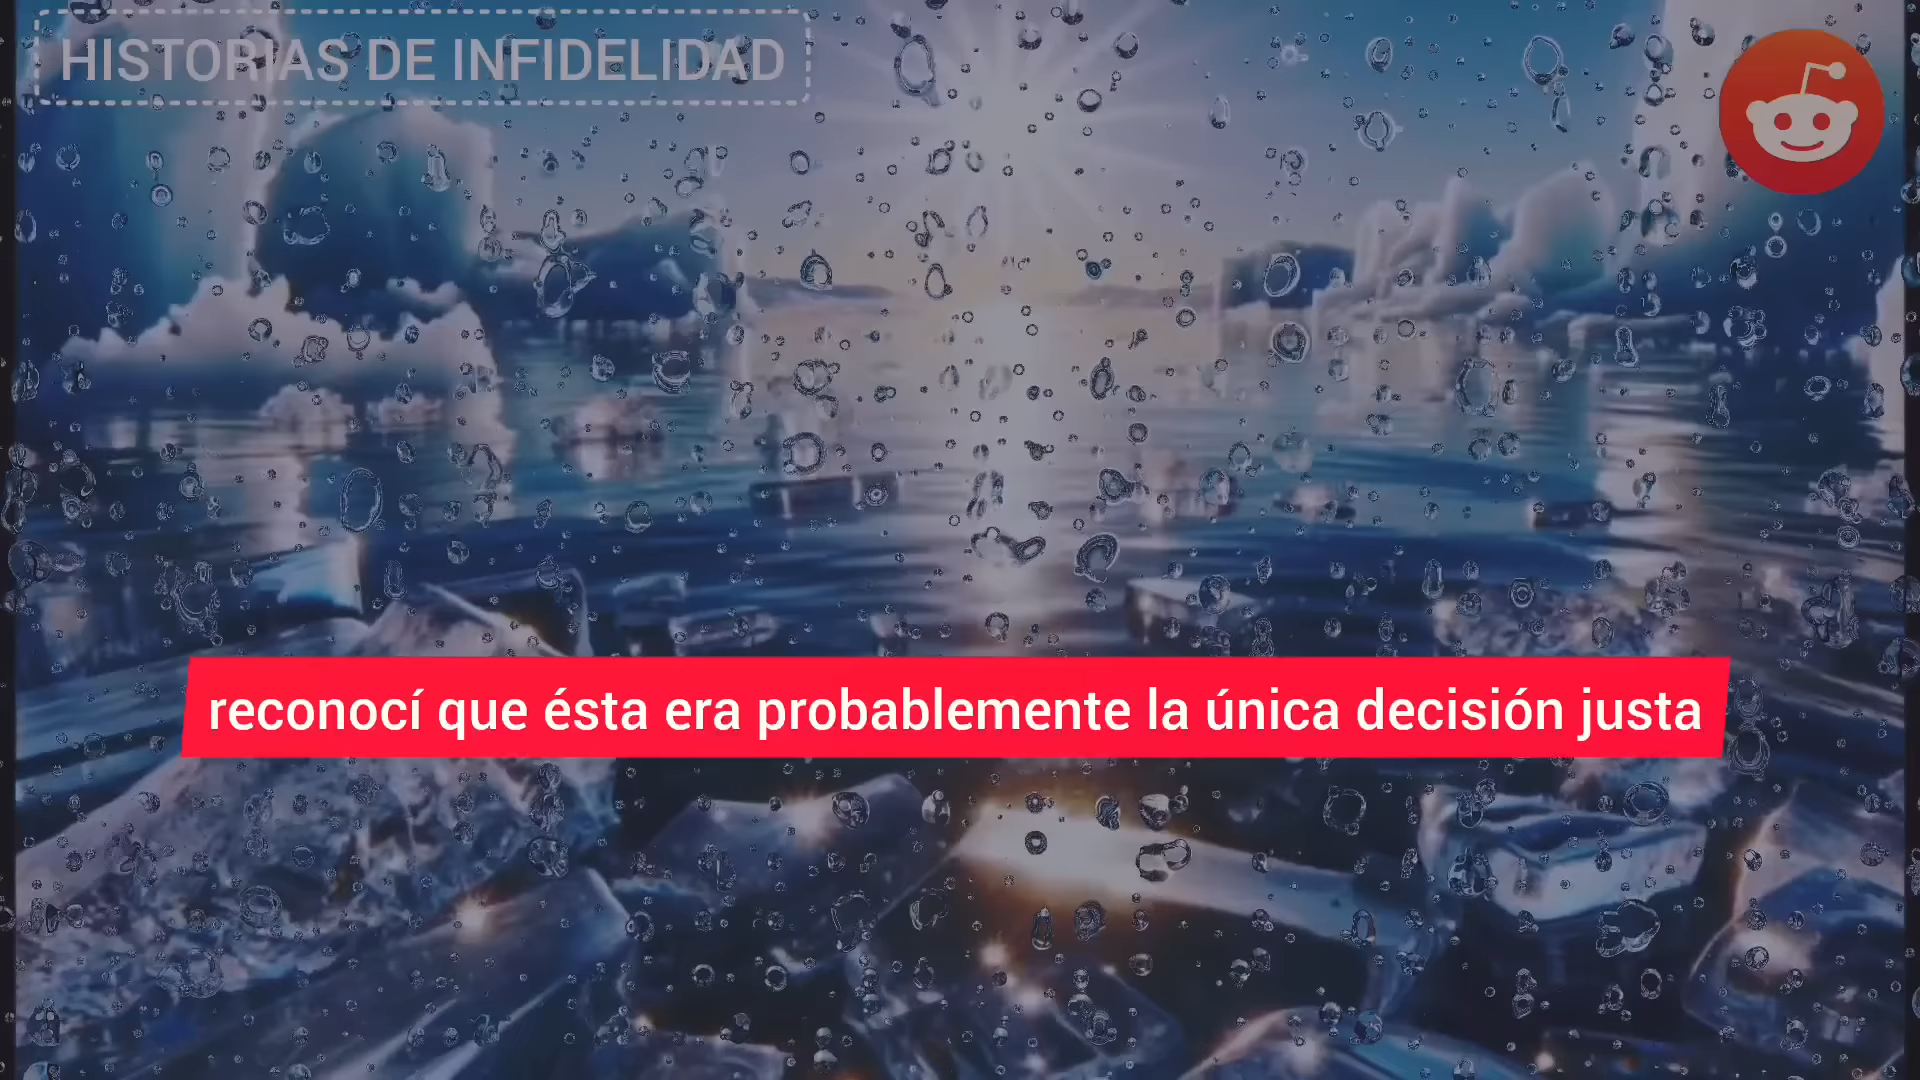 HISTORIAS DE INFIDELIDAD
reconocí que ésta era probablemente la única decisión justa